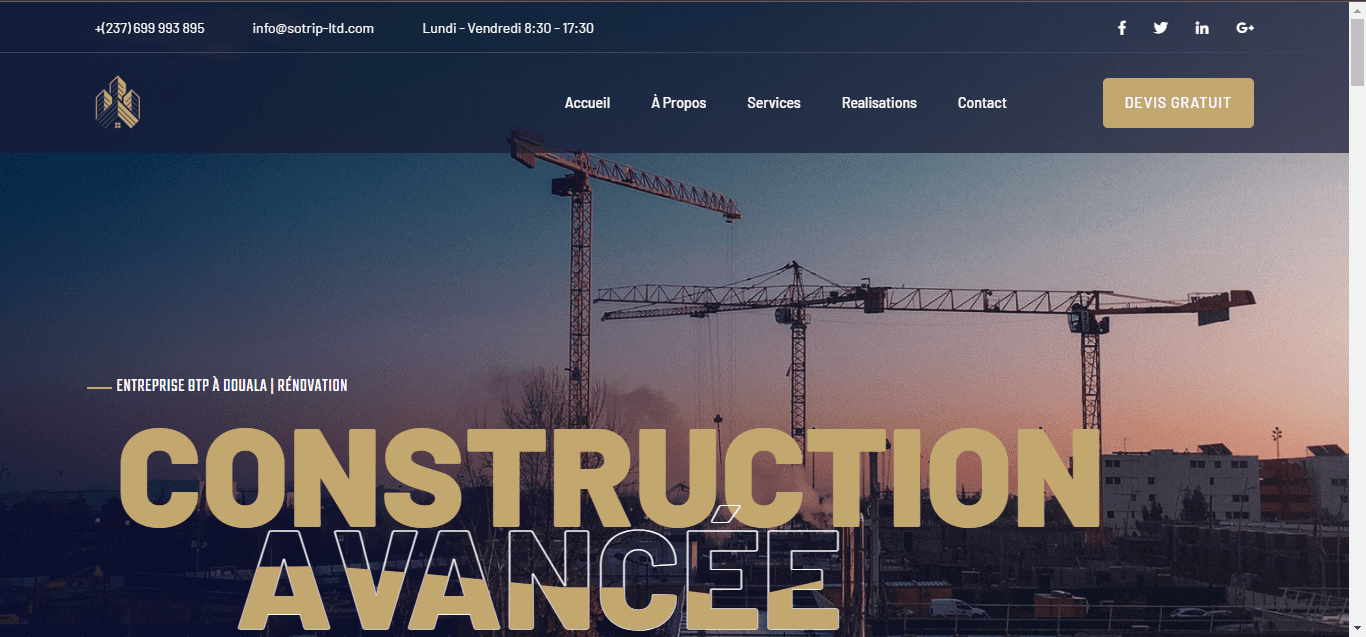 +(237) 699 993 895 info@sotrip-ltd.com Lundi - Vendredi 8:30 - 17:30
Accueil À Propos Services Realisations Contact DEVIS GRATUIT
ENTREPRISE BTP À DOUALA | RÉNOVATION
CONSTRUCTION
AVANCÉE